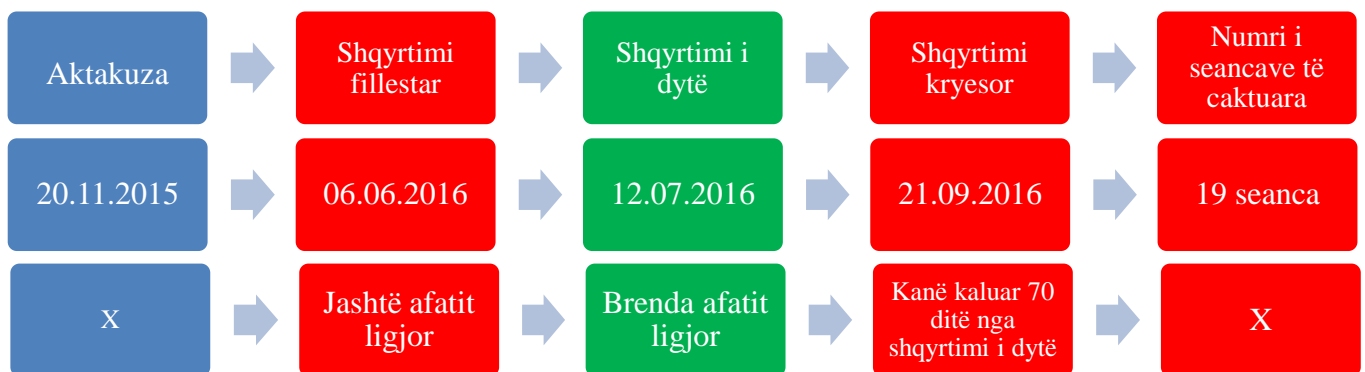 Aktakuza
Shqyrtimi
fillestar
Shqyrtimi i
dytë
Shqyrtimi
kryesor
Numri i
seancave të
caktuara
20.11.2015
06.06.2016
12.07.2016
21.09.2016
19 seanca
X
Jashtë afatit
ligjor
Brenda afatit
ligjor
Kanë kaluar 70
ditë nga
shqyrtimi i dytë
X